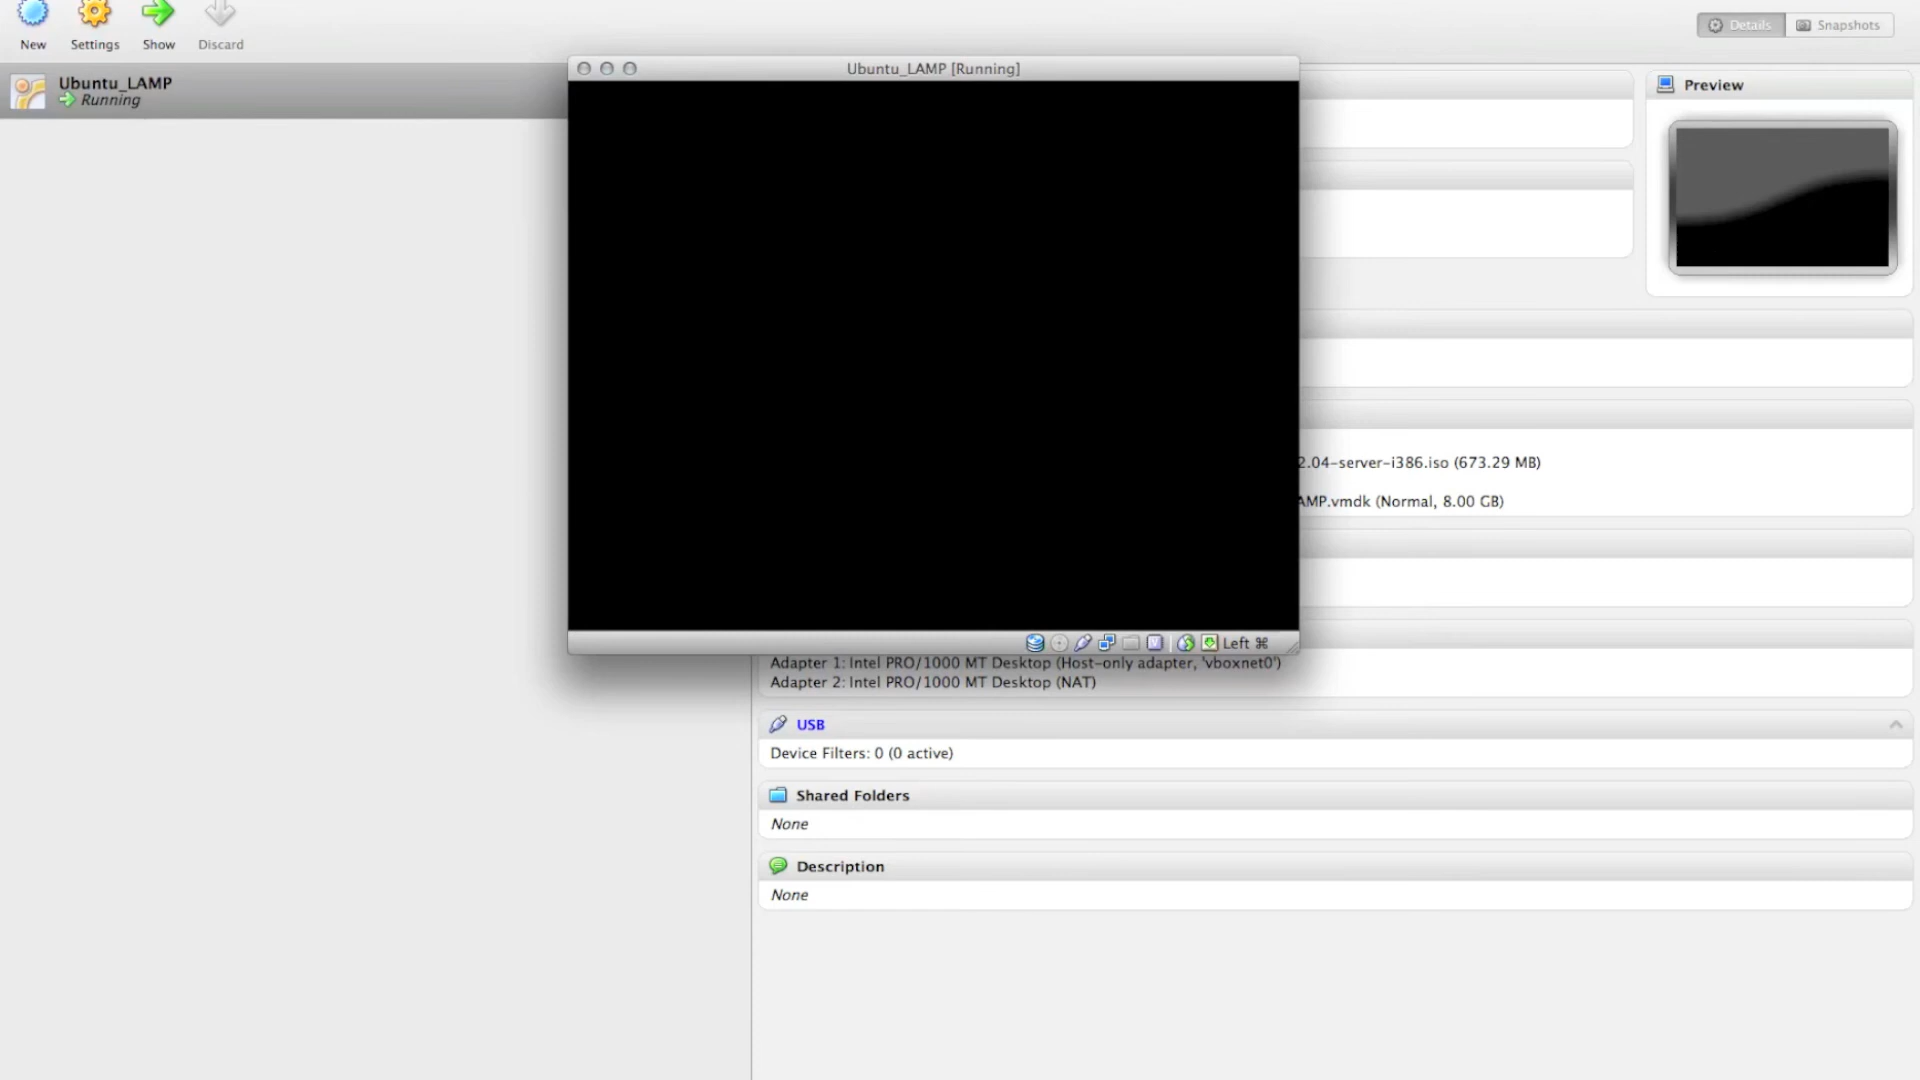 New
Settings
Show
Discard
Details
Snapshots
Ubuntu_LAMP
Running
Ubuntu_LAMP [Running]
Preview
2.04-server-i386.iso (673.29 MB)
AMP.vmdk (Normal, 8.00 GB)
Left ⌘
Adapter 1: Intel PRO/1000 MT Desktop (Host-only adapter, 'vboxnet0')
Adapter 2: Intel PRO/1000 MT Desktop (NAT)
USB
Device Filters: 0 (0 active)
Shared Folders
None
Description
None